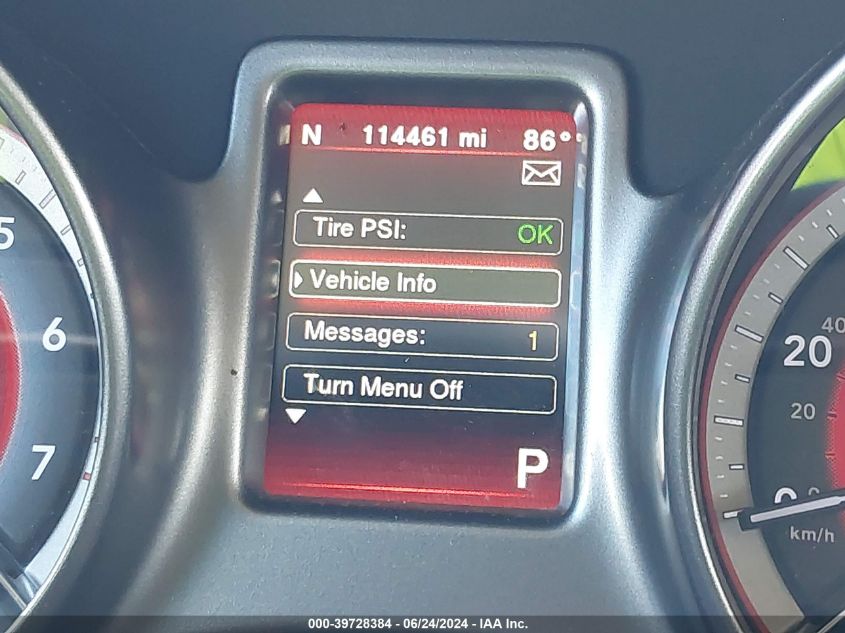 N 114461 mi 86°
Tire PSI: OK
Vehicle Info
Messages: 1
Turn Menu Off
P
5
6
7
40
20
20
0
km/h
000-39728384 - 06/24/2024 - IAA Inc.